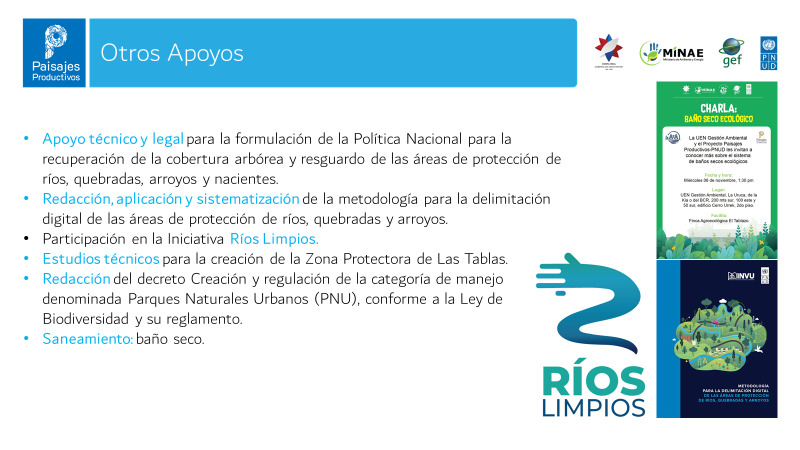 Paisajes
Productivos
Otros Apoyos
MINAE
Ministerio de Ambiente y Energía
gef
P N
U D
• Apoyo técnico y legal para la formulación de la Política Nacional para la
recuperación de la cobertura arbórea y resguardo de las áreas de protección de
ríos, quebradas, arroyos y nacientes.
• Redacción, aplicación y sistematización de la metodología para la delimitación
digital de las áreas de protección de ríos, quebradas y arroyos.
• Participación en la Iniciativa Ríos Limpios.
• Estudios técnicos para la creación de la Zona Protectora de Las Tablas.
• Redacción del decreto Creación y regulación de la categoría de manejo
denominada Parques Naturales Urbanos (PNU), conforme a la Ley de
Biodiversidad y su reglamento.
• Saneamiento: baño seco.
RÍOS
LIMPIOS
CHARLA:
BAÑO SECO ECOLÓGICO
La UEN Gestión Ambiental
y el Proyecto Paisajes
Productivos-PNUD les invitan a
conocer más sobre el sistema
de baños secos ecológicos
Fecha y hora:
Miércoles 06 de noviembre, 1:30 pm
Lugar:
UEN Gestión Ambiental, La Uruca, de la
Kia o del BCR, 200 mts sur, 100 este y
50 sur, edificio Cerro Urrek, 2do piso.
Facilita:
Finca Agroecológica El Tablazo
INVU
METODOLOGÍA
PARA LA DELIMITACIÓN DIGITAL
DE LAS ÁREAS DE PROTECCIÓN
DE RÍOS, QUEBRADAS Y ARROYOS